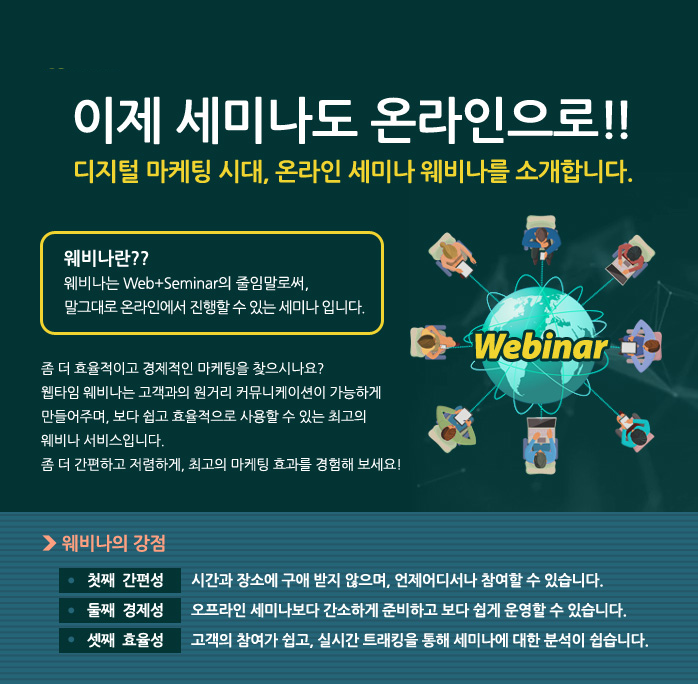 이제 세미나도 온라인으로!!
디지털 마케팅 시대, 온라인 세미나 웨비나를 소개합니다.
웨비나란??
웨비나는 Web+Seminar의 줄임말로써,
말그대로 온라인에서 진행할 수 있는 세미나 입니다.
Webinar
좀 더 효율적이고 경제적인 마케팅을 찾으시나요?
웹타임 웨비나는 고객과의 원거리 커뮤니케이션이 가능하게
만들어주며, 보다 쉽고 효율적으로 사용할 수 있는 최고의
웨비나 서비스입니다.
좀 더 간편하고 저렴하게, 최고의 마케팅 효과를 경험해 보세요!
웨비나의 강점
첫째 간편성 시간과 장소에 구애 받지 않으며, 언제어디서나 참여할 수 있습니다.
둘째 경제성 오프라인 세미나보다 간소하게 준비하고 보다 쉽게 운영할 수 있습니다.
셋째 효율성 고객의 참여가 쉽고, 실시간 트래킹을 통해 세미나에 대한 분석이 쉽습니다.